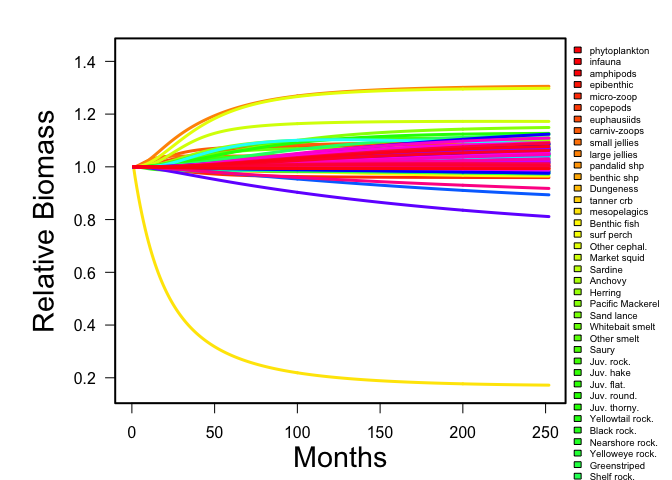 Relative Biomass
1.4
1.2
1.0
0.8
0.6
0.4
0.2
0
50
100
150
200
250
Months
phytoplankton
infauna
amphipods
epibenthic
micro-zoop
copepods
euphausiids
carniv-zoops
small jellies
large jellies
pandalid shp
benthic shp
Dungeness
tanner crb
mesopelagics
Benthic fish
surf perch
Other cephal.
Market squid
Sardine
Anchovy
Herring
Pacific Mackerel
Sand lance
Whitebait smelt
Other smelt
Saury
Juv. rock.
Juv. hake
Juv. flat.
Juv. round.
Juv. thorny.
Yellowtail rock.
Black rock.
Nearshore rock.
Yelloweye rock.
Greenstriped
Shelf rock.